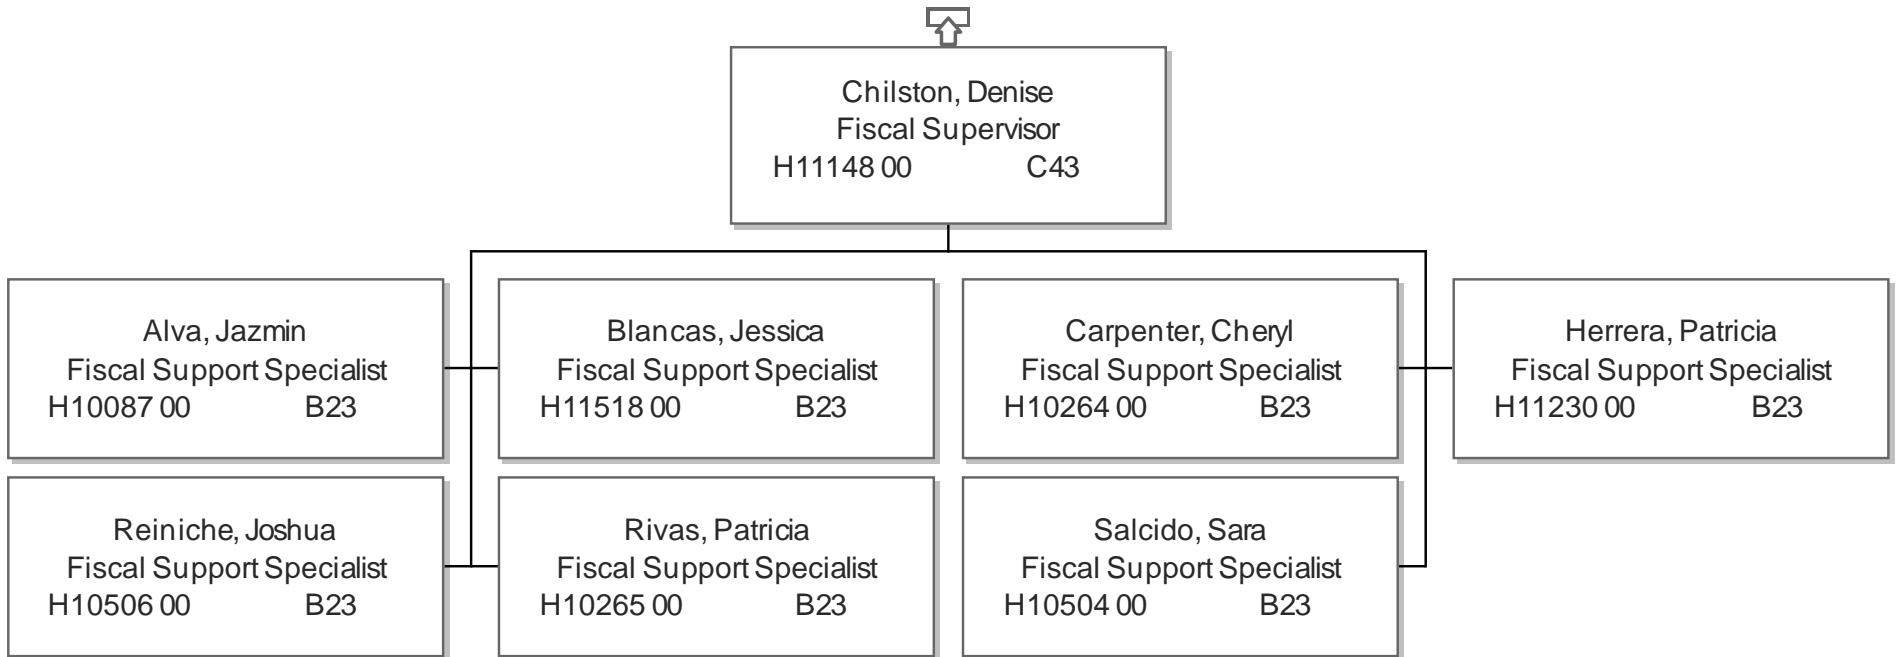 Chilston, Denise
Fiscal Supervisor
H11148 00 C43
Alva, Jazmin
Fiscal Support Specialist
H10087 00 B23
Blancas, Jessica
Fiscal Support Specialist
H11518 00 B23
Carpenter, Cheryl
Fiscal Support Specialist
H10264 00 B23
Herrera, Patricia
Fiscal Support Specialist
H11230 00 B23
Reiniche, Joshua
Fiscal Support Specialist
H10506 00 B23
Rivas, Patricia
Fiscal Support Specialist
H10265 00 B23
Salcido, Sara
Fiscal Support Specialist
H10504 00 B23